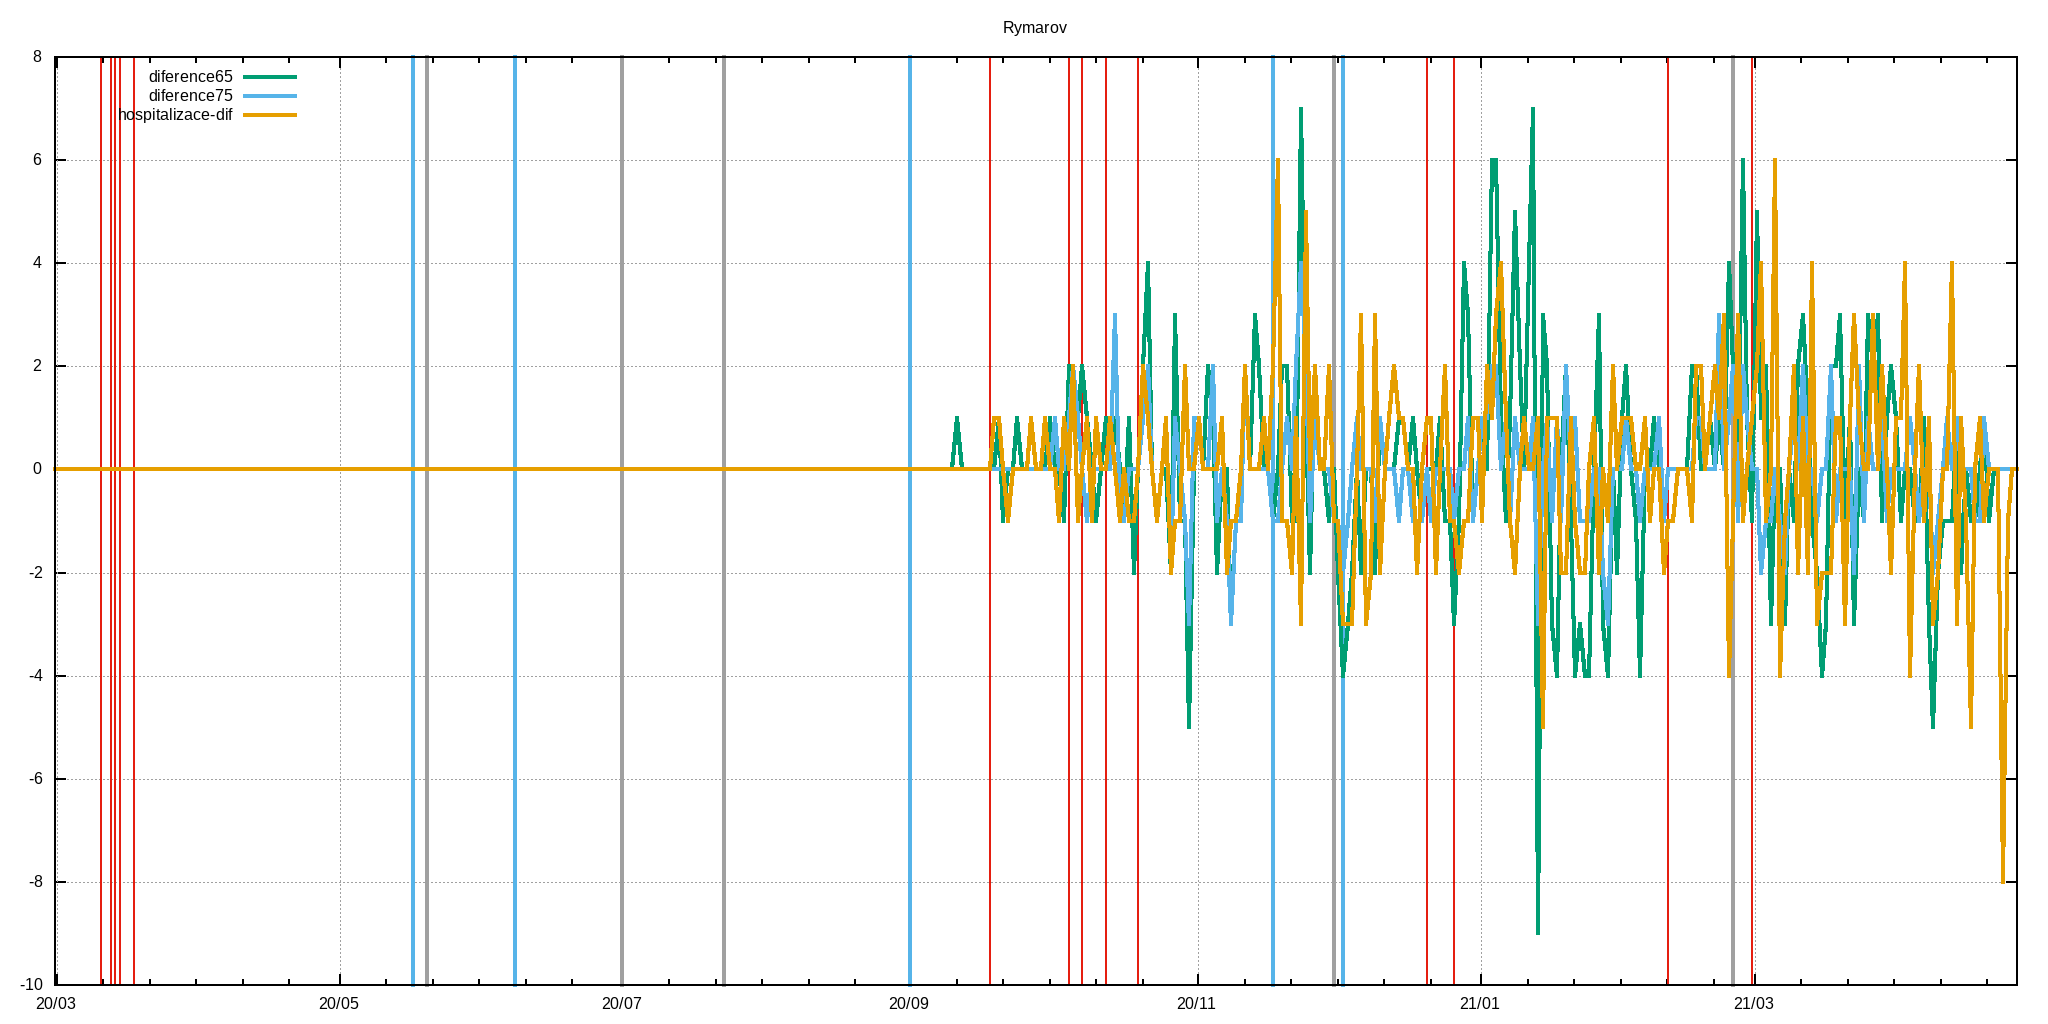 Rymarov
8
diference65
diference75
hospitalizace-dif
6
4
2
0
-2
-4
-6
-8
-10
20/03 20/05 20/07 20/09 20/11 21/01 21/03